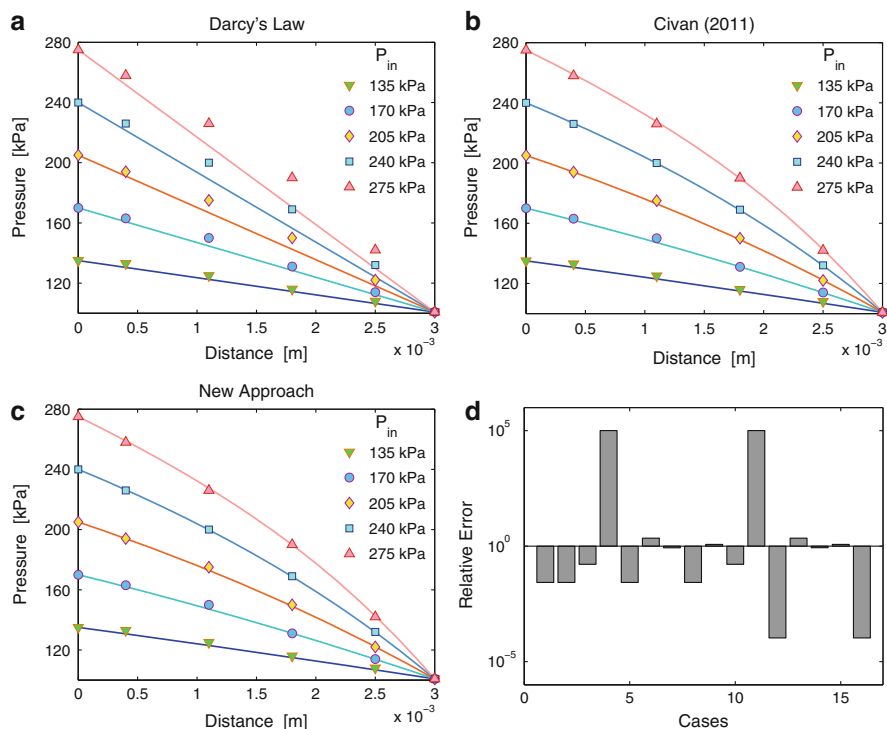 a
Darcy's Law
Pressure [kPa]
280
240
200
160
120
P_in
135 kPa
170 kPa
205 kPa
240 kPa
275 kPa
0
0.5
1
1.5
2
2.5
3
x 10⁻³
Distance [m]
b
Civan (2011)
Pressure [kPa]
280
240
200
160
120
P_in
135 kPa
170 kPa
205 kPa
240 kPa
275 kPa
0
0.5
1
1.5
2
2.5
3
x 10⁻³
Distance [m]
c
New Approach
Pressure [kPa]
280
240
200
160
120
P_in
135 kPa
170 kPa
205 kPa
240 kPa
275 kPa
0
0.5
1
1.5
2
2.5
3
x 10⁻³
Distance [m]
d
Relative Error
10⁵
10⁰
10⁻⁵
0
5
10
15
Cases